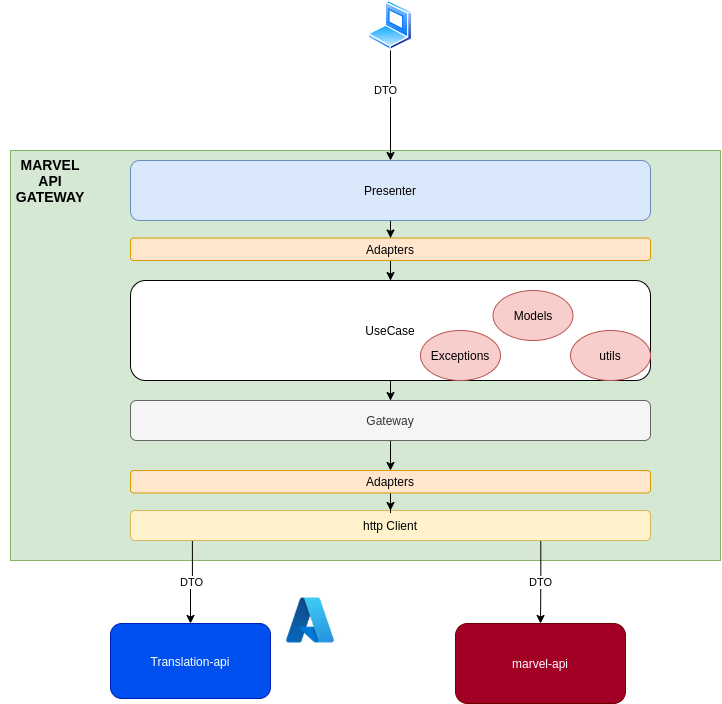 DTO
MARVEL
API
GATEWAY
Presenter
Adapters
UseCase
Models
Exceptions
utils
Gateway
Adapters
http Client
DTO
DTO
Translation-api
marvel-api